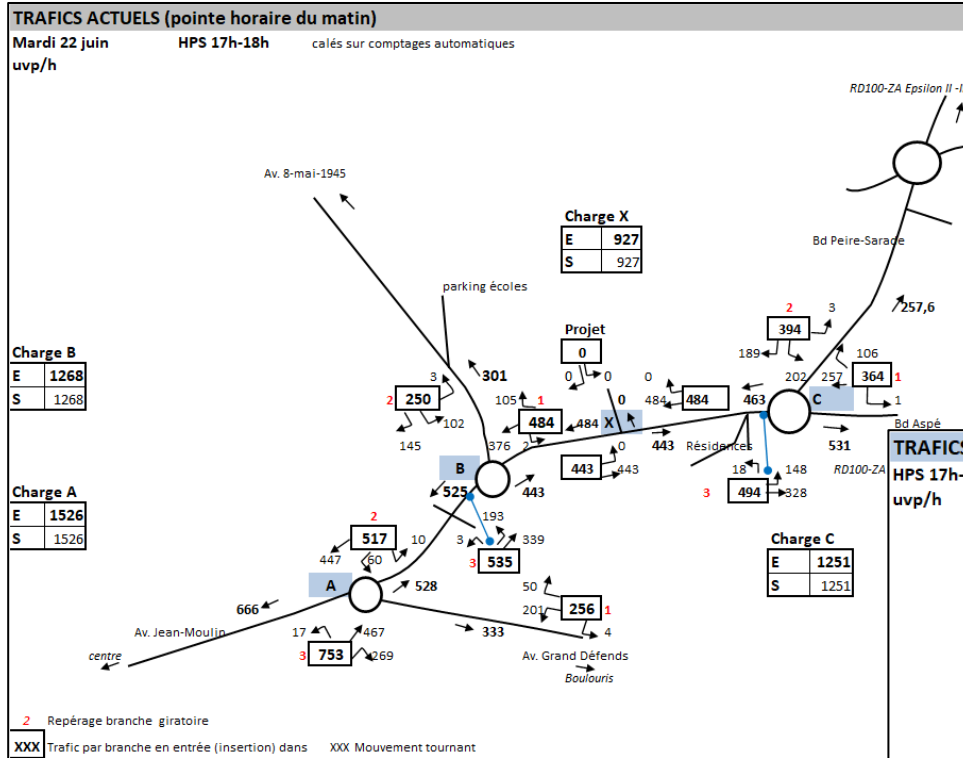 TRAFICS ACTUELS (pointe horaire du matin)
Mardi 22 juin HPS 17h-18h calés sur comptages automatiques
uvp/h
RD100-ZA Epsilon II -I
Av. 8-mai-1945
Charge X
E 927
S 927
Bd Peire-Sarade
parking écoles
257,6
2
3
394
Projet
0
189
106
Charge B
E 1268
S 1268
3
301
0 0
0
202 257
364 1
2 250
105 1
0
484
484
463
C
1
102
484
484
X
Bd Aspé
145
376
2
0
443
Résidences
531
TRAFICS
B
443
443
18
148
RD100-ZA
HPS 17h-
525
443
3 494
328
uvp/h
Charge A
E 1526
S 1526
193
2
517
10
3
339
3 535
Charge C
E 1251
S 1251
447
60
A
528
50
201
256 1
666
333
4
Av. Jean-Moulin
17
467
centre
3 753
269
Av. Grand Défends
Boulouris
2 Repérage branche giratoire
XXX Trafic par branche en entrée (insertion) dans XXX Mouvement tournant